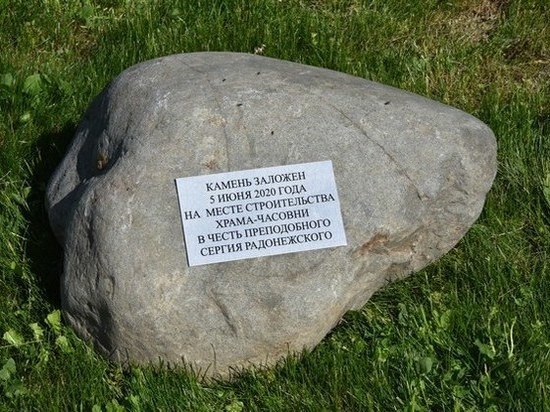 КАМЕНЬ ЗАЛОЖЕН
5 ИЮНЯ 2020 ГОДА
НА МЕСТЕ СТРОИТЕЛЬСТВА
ХРАМА-ЧАСОВНИ
В ЧЕСТЬ ПРЕПОДОБНОГО
СЕРГИЯ РАДОНЕЖСКОГО